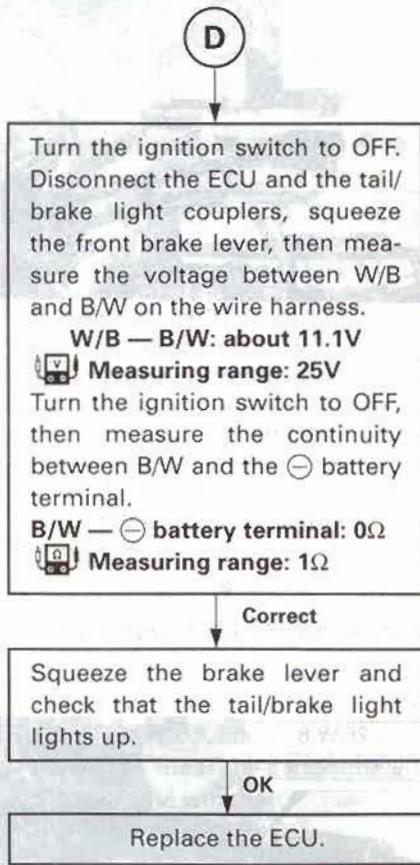 D
Turn the ignition switch to OFF.
Disconnect the ECU and the tail/
brake light couplers, squeeze
the front brake lever, then mea-
sure the voltage between W/B
and B/W on the wire harness.
W/B — B/W: about 11.1V
V Measuring range: 25V
Turn the ignition switch to OFF,
then measure the continuity
between B/W and the ⊖ battery
terminal.
B/W — ⊖ battery terminal: 0Ω
Ω Measuring range: 1Ω
Correct
Squeeze the brake lever and
check that the tail/brake light
lights up.
OK
Replace the ECU.